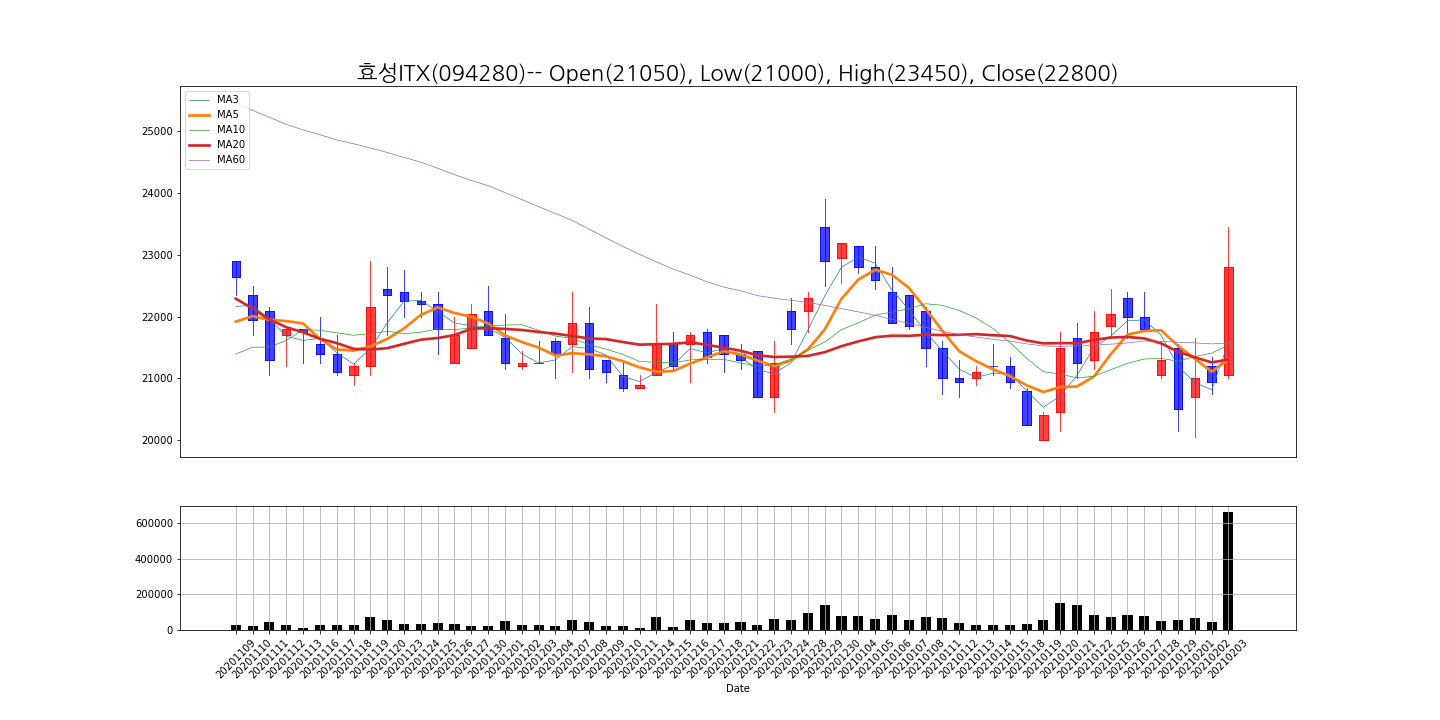 효성ITX(094280)-- Open(21050), Low(21000), High(23450), Close(22800)
MA3
MA5
MA10
MA20
MA60
25000
24000
23000
22000
21000
20000
600000
400000
200000
0
20201109 20201110 20201111 20201112 20201113 20201116 20201117 20201118 20201119 20201120 20201123 20201124 20201125 20201126 20201127 20201130 20201201 20201202 20201203 20201204 20201207 20201208 20201209 20201210 20201211 20201214 20201215 20201216 20201217 20201218 20201221 20201222 20201223 20201224 20201228 20201229 20201230 20210104 20210105 20210106 20210107 20210108 20210111 20210112 20210113 20210114 20210115 20210118 20210119 20210120 20210121 20210122 20210125 20210126 20210127 20210128 20210129 20210201 20210202 20210203
Date